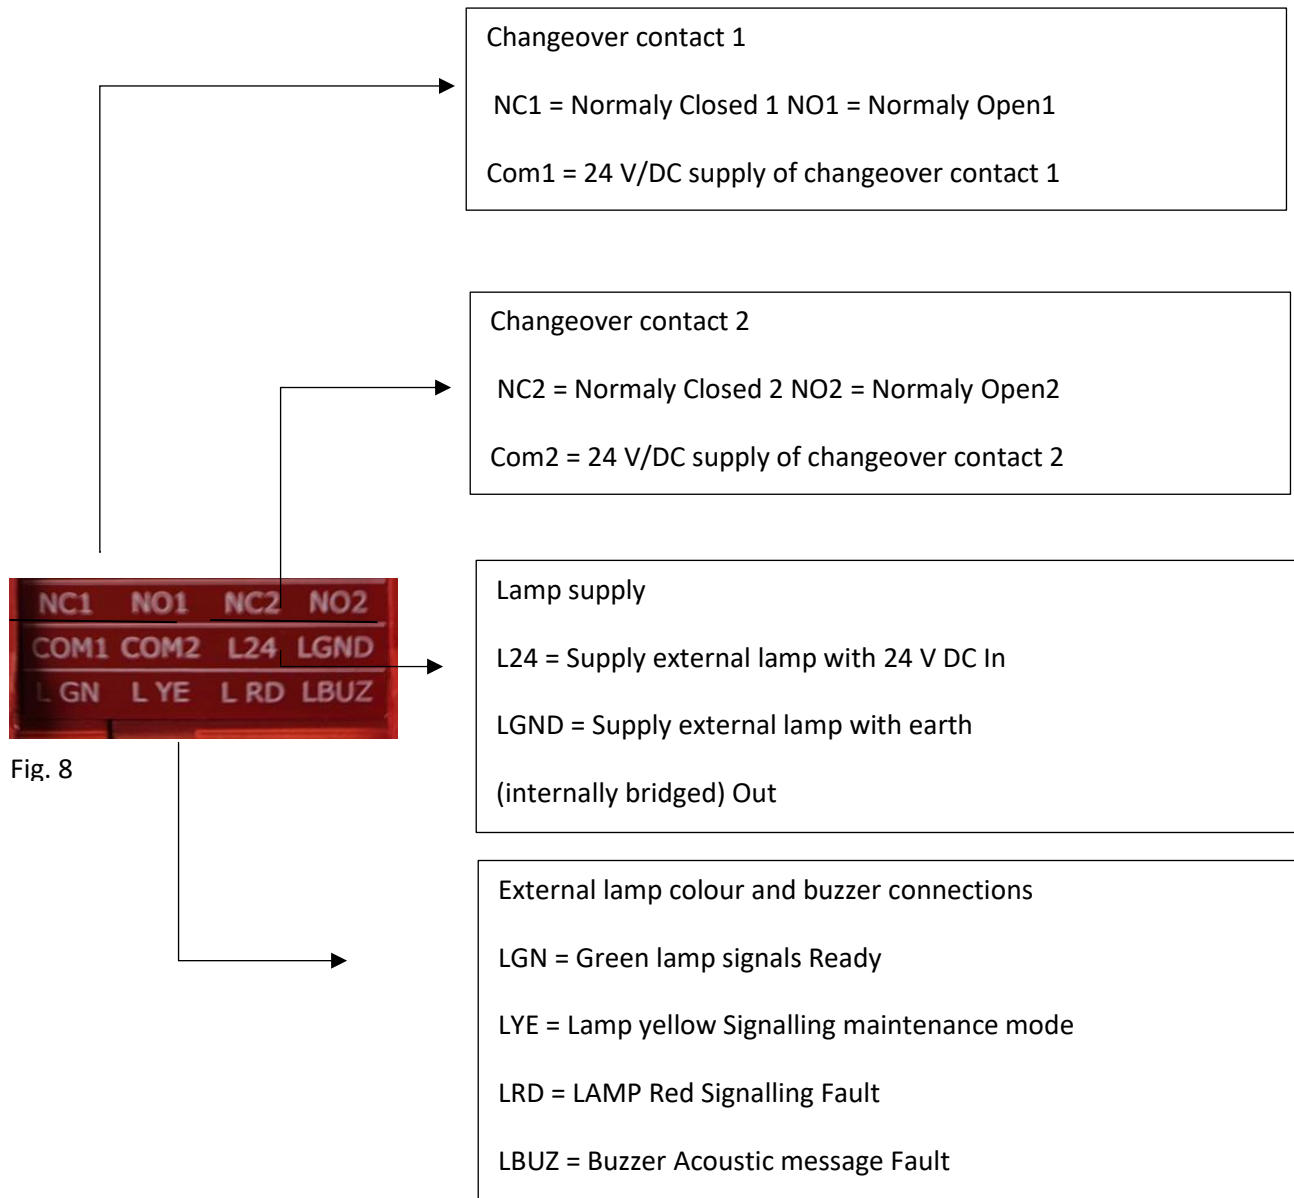 Changeover contact 1
NC1 = Normaly Closed 1 NO1 = Normaly Open1
Com1 = 24 V/DC supply of changeover contact 1
Changeover contact 2
NC2 = Normaly Closed 2 NO2 = Normaly Open2
Com2 = 24 V/DC supply of changeover contact 2
NC1 NO1 NC2 NO2
COM1 COM2 L24 LGND
L GN L YE L RD LBUZ
Fig. 8
Lamp supply
L24 = Supply external lamp with 24 V DC In
LGND = Supply external lamp with earth
(internally bridged) Out
External lamp colour and buzzer connections
LGN = Green lamp signals Ready
LYE = Lamp yellow Signalling maintenance mode
LRD = LAMP Red Signalling Fault
LBUZ = Buzzer Acoustic message Fault